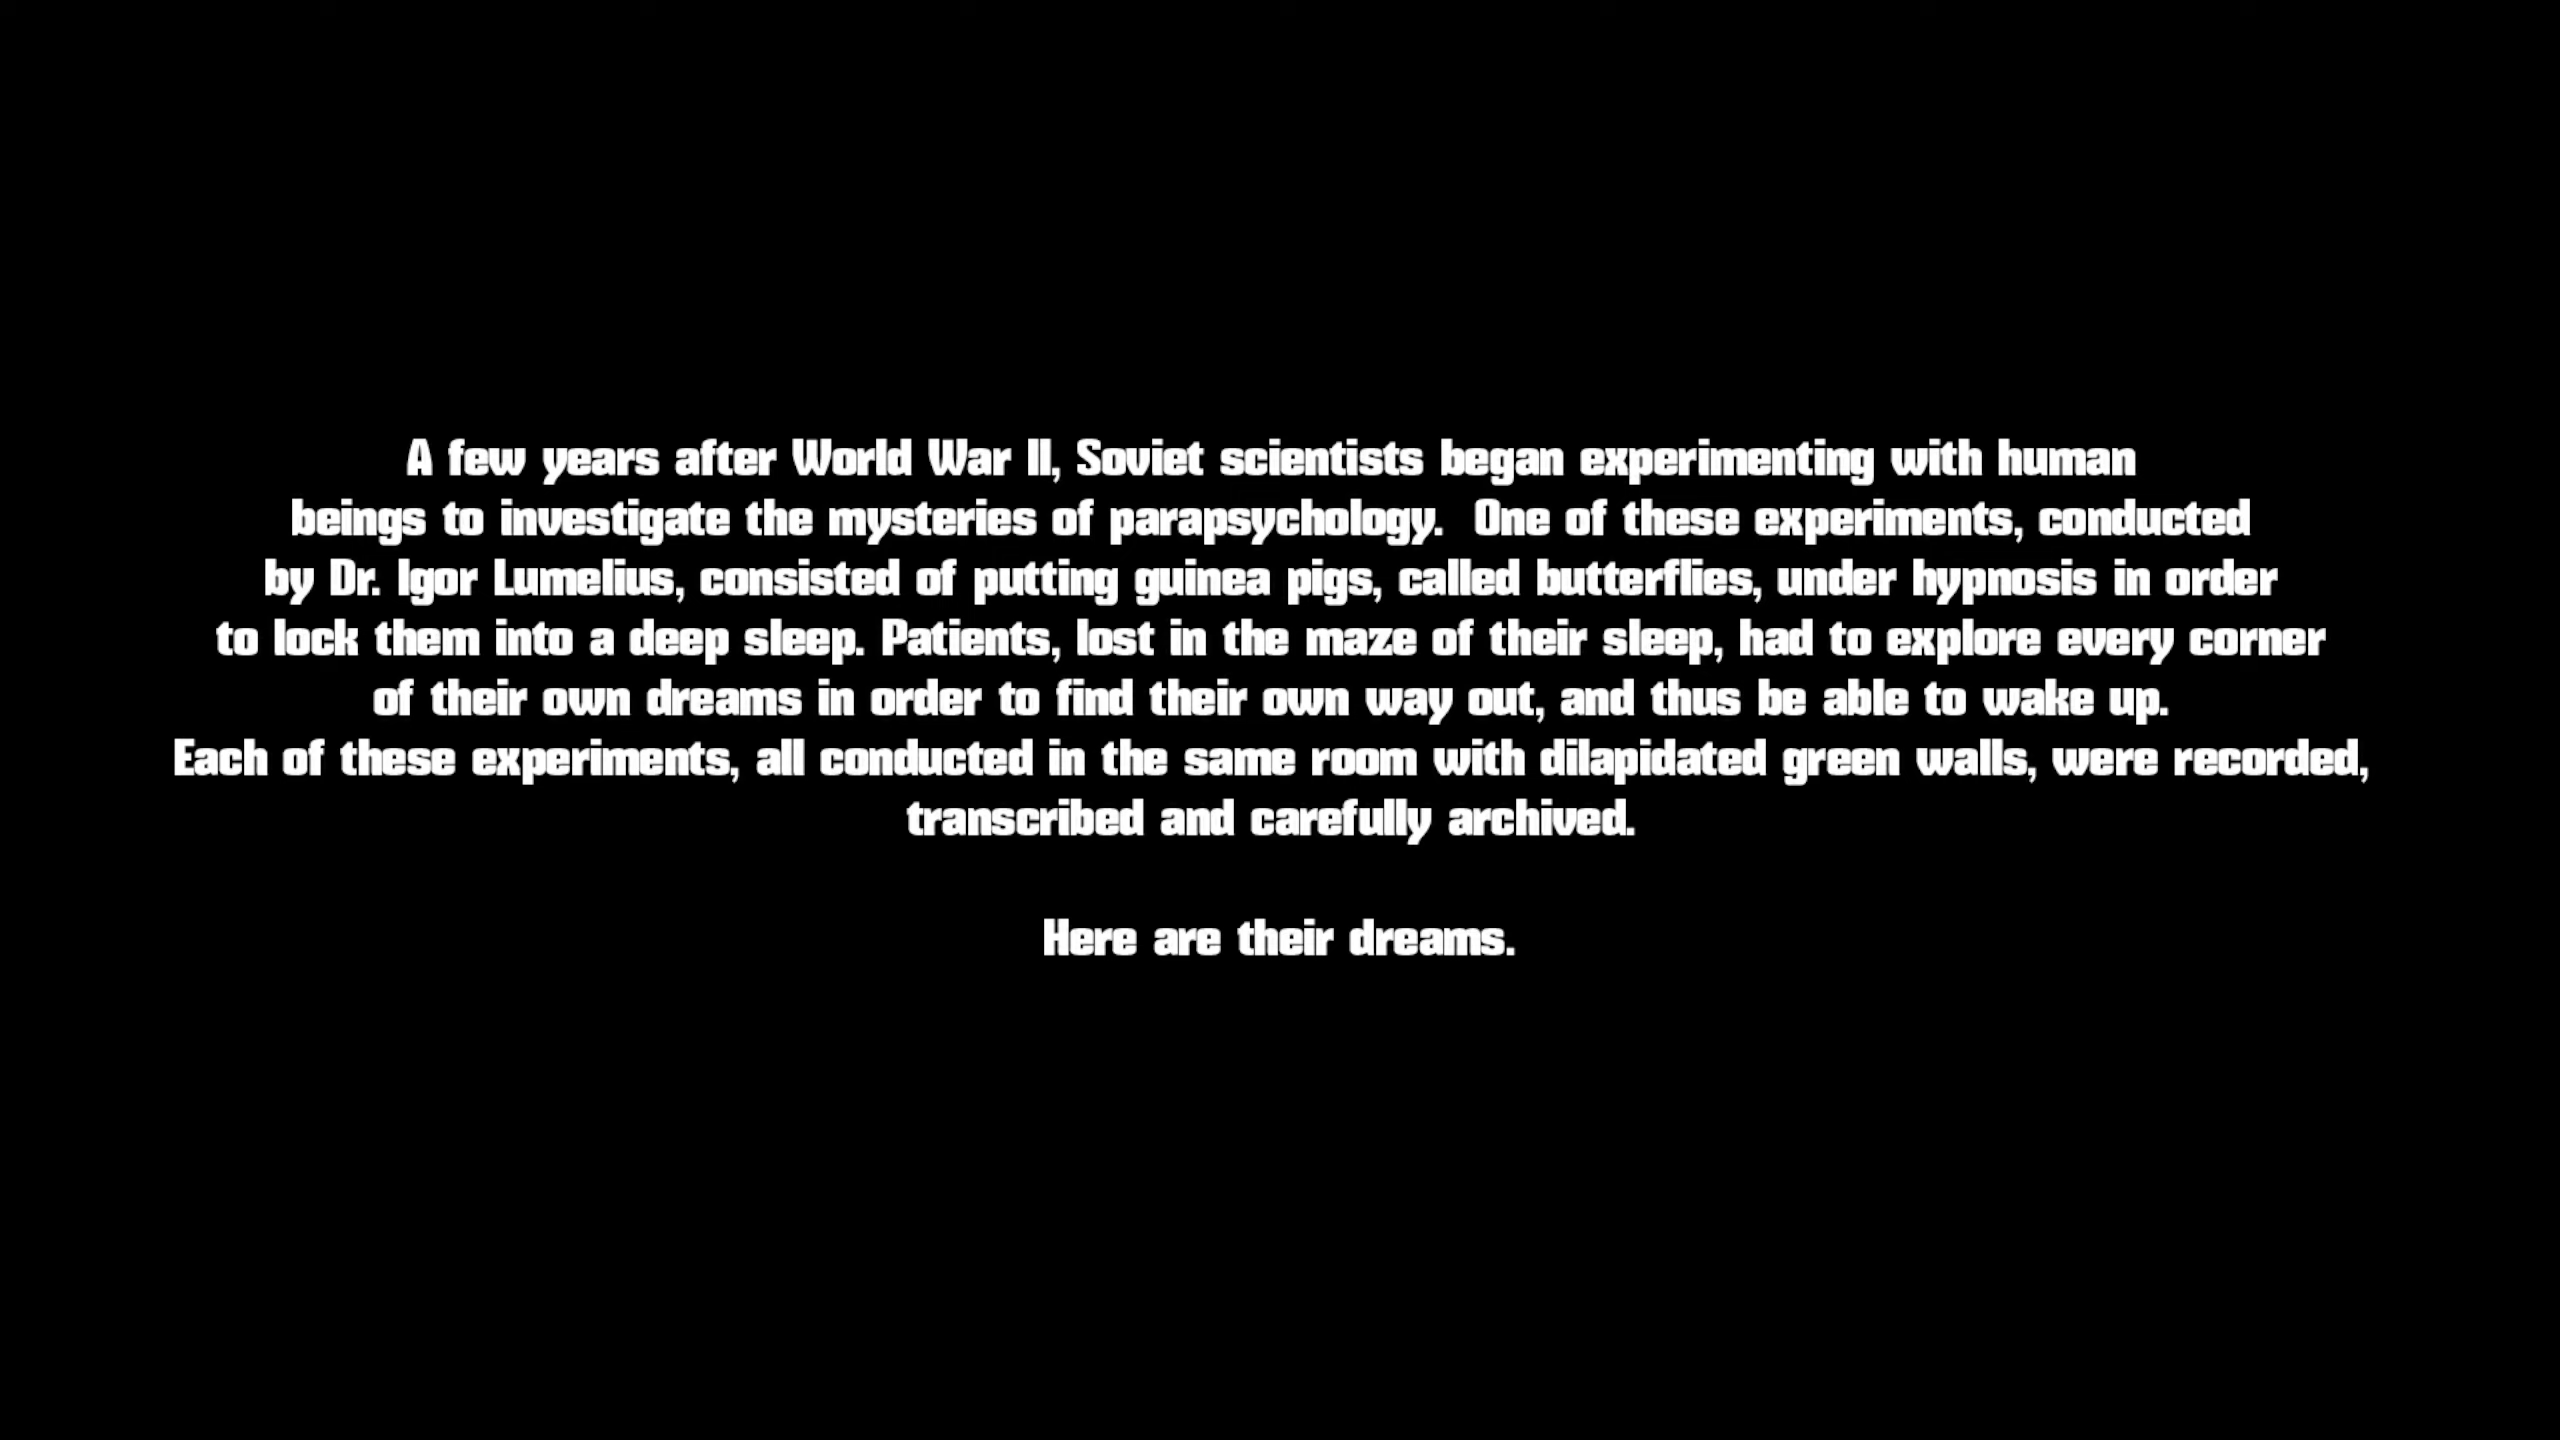 A few years after World War II, Soviet scientists began experimenting with human
beings to investigate the mysteries of parapsychology.  One of these experiments, conducted
by Dr. Igor Lumelius, consisted of putting guinea pigs, called butterflies, under hypnosis in order
to lock them into a deep sleep. Patients, lost in the maze of their sleep, had to explore every corner
of their own dreams in order to find their own way out, and thus be able to wake up.
Each of these experiments, all conducted in the same room with dilapidated green walls, were recorded,
transcribed and carefully archived.
Here are their dreams.